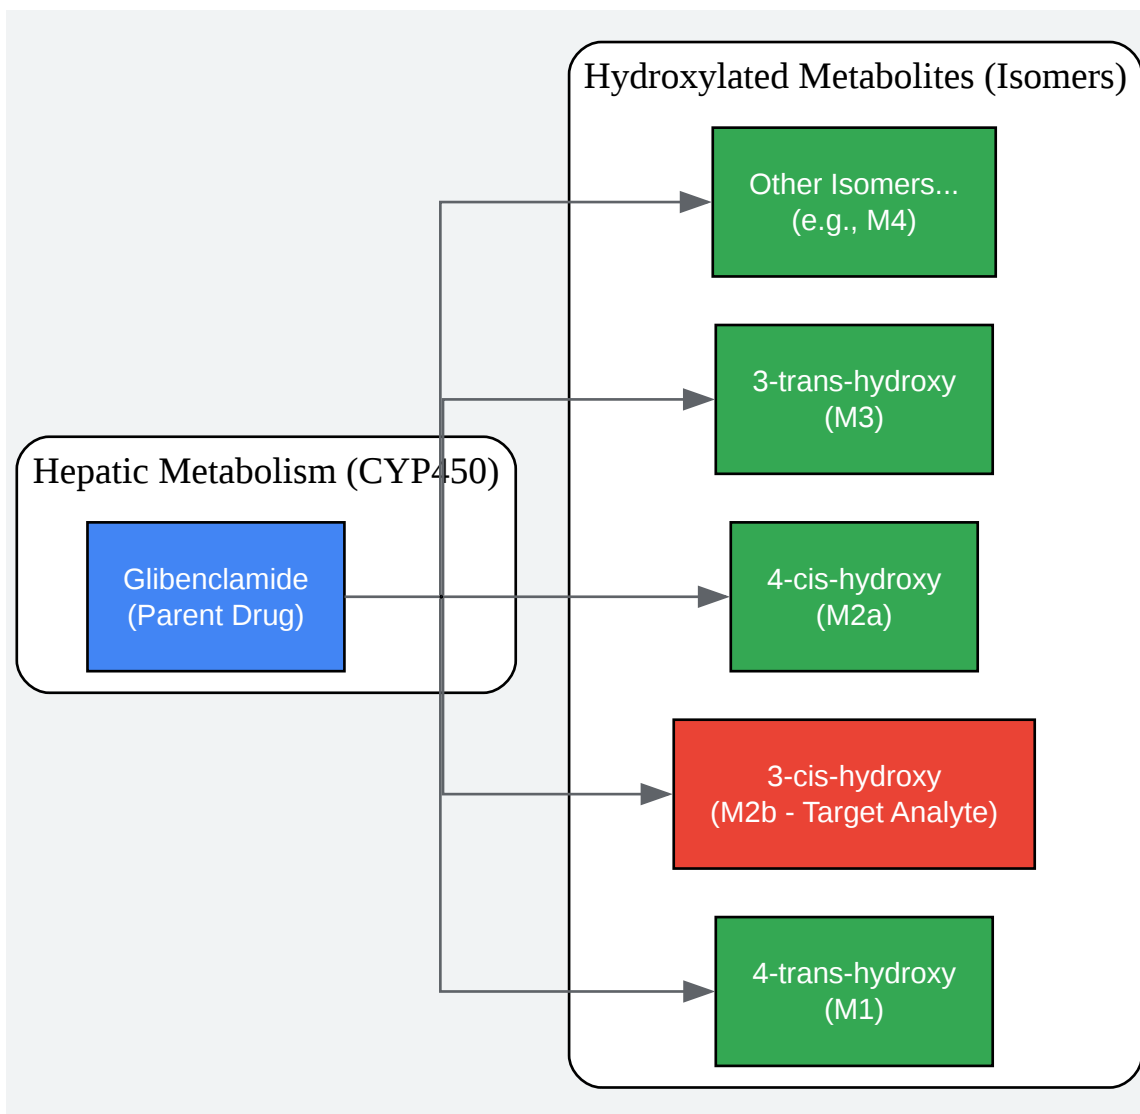 Hydroxylated Metabolites (Isomers)
Other Isomers...
(e.g., M4)
3-trans-hydroxy
(M3)
Hepatic Metabolism (CYP450)
Glibenclamide
(Parent Drug)
4-cis-hydroxy
(M2a)
3-cis-hydroxy
(M2b - Target Analyte)
4-trans-hydroxy
(M1)